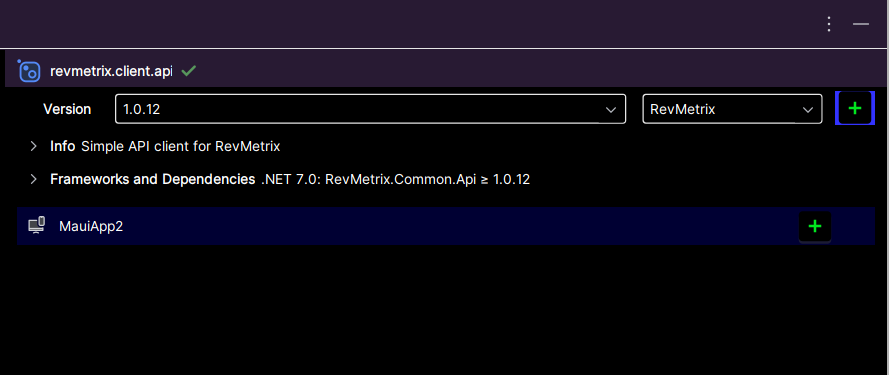 revmetrix.client.api
Version 1.0.12 RevMetrix
Info Simple API client for RevMetrix
Frameworks and Dependencies .NET 7.0: RevMetrix.Common.Api ≥ 1.0.12
MauiApp2